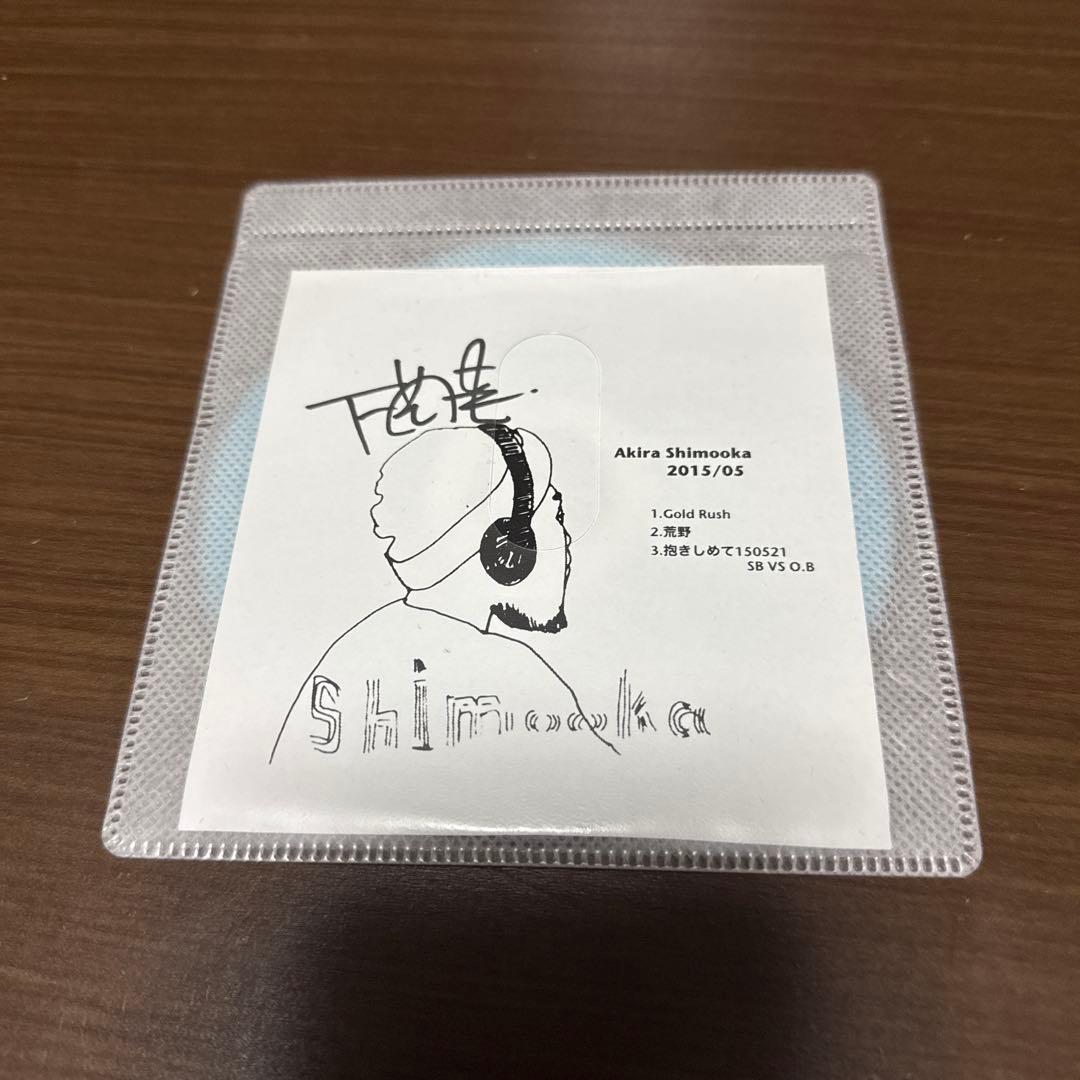 Akira Shimooka
2015/05
1.Gold Rush
2.荒野
3.抱きしめて150521
SB VS O.B
Shimooka